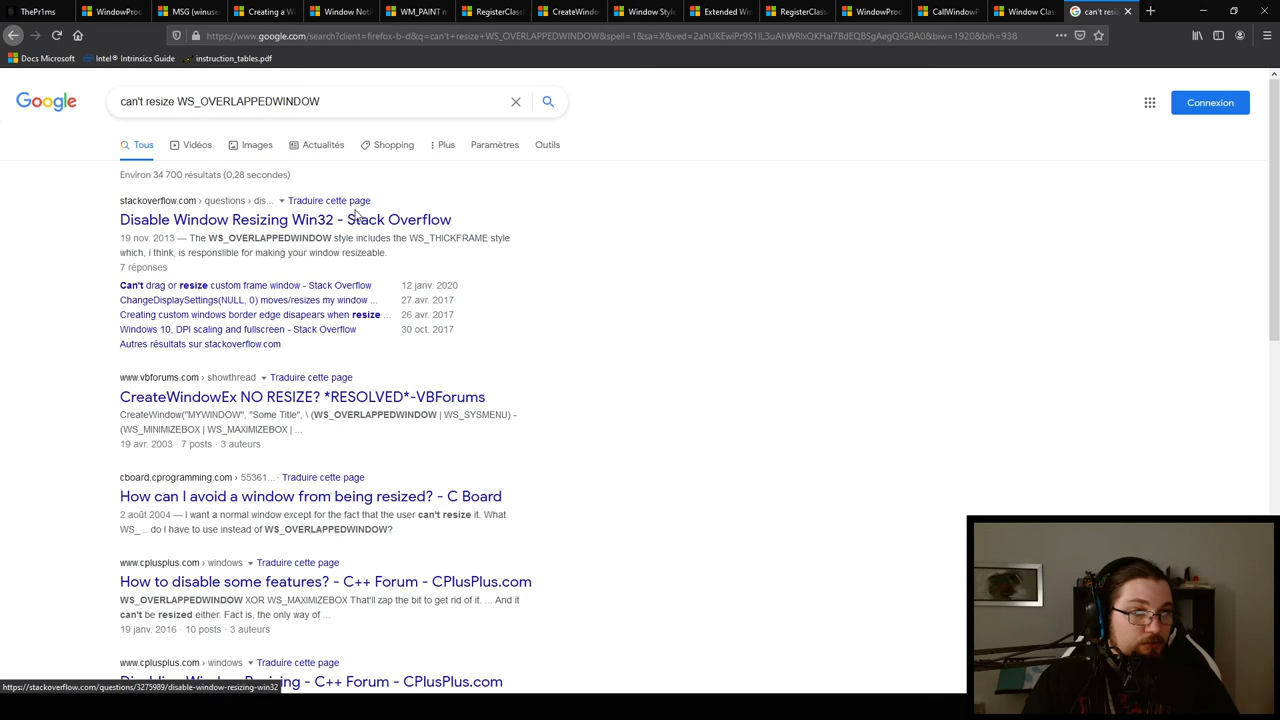 ThePr1ms
WindowProc
MSG (winuse
Creating a W
Window Noti
WM_PAINT m
RegisterClass
CreateWindo
Window Style
Extended Win
RegisterClass
WindowProc
CallWindowP
Window Clas
can't resize
https://www.google.com/search?client=firefox-b-d&q=can't+resize+WS_OVERLAPPEDWINDOW&spell=1&sa=X&
Docs Microsoft
Intel® Intrinsics Guide
instruction_tables.pdf
Google
can't resize WS_OVERLAPPEDWINDOW
Connexion
Tous
Vidéos
Images
Actualités
Shopping
Plus
Paramètres
Outils
Environ 34 700 résultats (0,28 secondes)
stackoverflow.com › questions › dis... Traduire cette page
Disable Window Resizing Win32 - Stack Overflow
19 nov. 2013 — The WS_OVERLAPPEDWINDOW style includes the WS_THICKFRAME style
which, i think, is responslible for making your window resizeable.
7 réponses
Can't drag or resize custom frame window - Stack Overflow 12 janv. 2020
ChangeDisplaySettings(NULL, 0) moves/resizes my window ... 27 avr. 2017
Creating custom windows border edge disapears when resize ... 26 avr. 2017
Windows 10, DPI scaling and fullscreen - Stack Overflow 30 oct. 2017
Autres résultats sur stackoverflow.com
www.vbforums.com › showthread Traduire cette page
CreateWindowEx NO RESIZE? *RESOLVED*-VBForums
CreateWindow("MYWINDOW", "Some Title", \ (WS_OVERLAPPEDWINDOW | WS_SYSMENU) -
(WS_MINIMIZEBOX | WS_MAXIMIZEBOX | ...
19 avr. 2003 · 7 posts · 3 auteurs
cboard.cprogramming.com › 55361... · Traduire cette page
How can I avoid a window from being resized? - C Board
2 août 2004 — I want a normal window except for the fact that the user can't resize it. What
WS_ .. do I have to use instead of WS_OVERLAPPEDWINDOW?
www.cplusplus.com › windows Traduire cette page
How to disable some features? - C++ Forum - CPlusPlus.com
WS_OVERLAPPEDWINDOW XOR WS_MAXIMIZEBOX That'll zap the bit to get rid of it. ... And it
can't be resized either. Fact is, the only way of ...
19 janv. 2016 · 10 posts · 3 auteurs
www.cplusplus.com › windows Traduire cette page
Disabling Window Resizing - C++ Forum - CPlusPlus.com
https://stackoverflow.com/questions/3275989/disable-window-resizing-win32